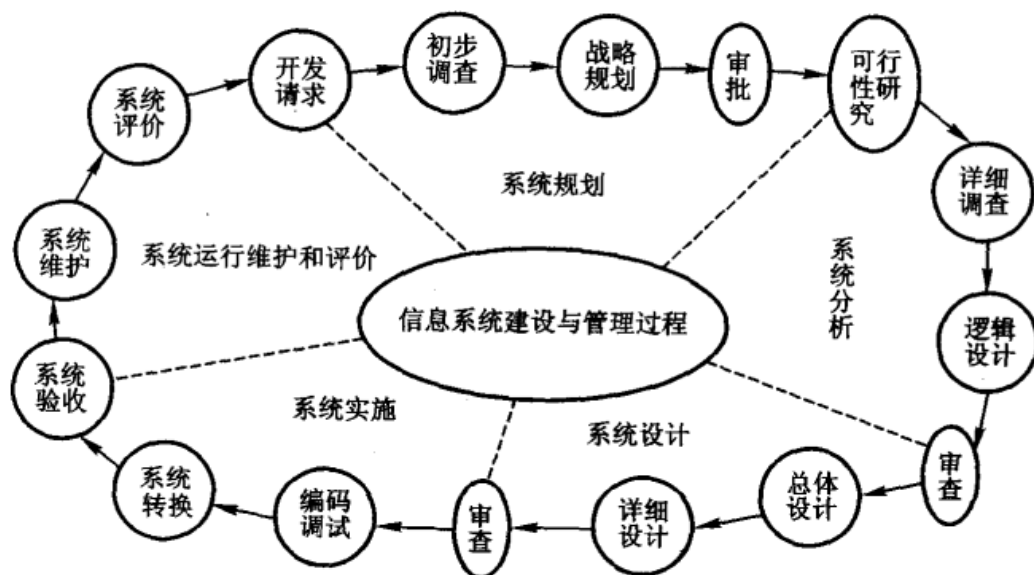 开发
请求
初步
调查
战略
规划
审
批
可行
性研
究
系统
评价
详细
调查
系统规划
系统
维护
系统运行维护和评价
系
统
分
析
信息系统建设与管理过程
逻辑
设计
系统
验收
系统实施
系统设计
审
查
系统
转换
编码
调试
审
查
详细
设计
总体
设计